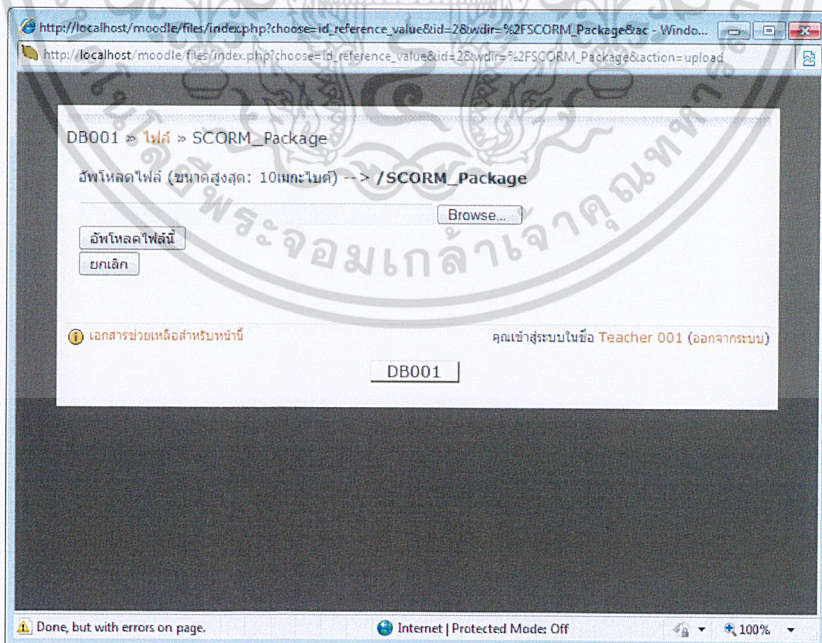 http://localhost/moodle/files/index.php?choose=id_reference_value&id=2&wdir=%2FSCORM_Package&ac - Windo...
http://localhost/moodle/files/index.php?choose=id_reference_value&id=2&wdir=%2FSCORM_Package&action=upload
DB001 » ไฟล์ » SCORM_Package
อัพโหลดไฟล์ (ขนาดสูงสุด: 10เมกะไบต์) --> /SCORM_Package
Browse...
อัพโหลดไฟล์นี้
ยกเลิก
เอกสารช่วยเหลือสำหรับหน้านี้
คุณเข้าสู่ระบบในชื่อ Teacher 001 (ออกจากระบบ)
DB001
Done, but with errors on page.
Internet | Protected Mode: Off
100%